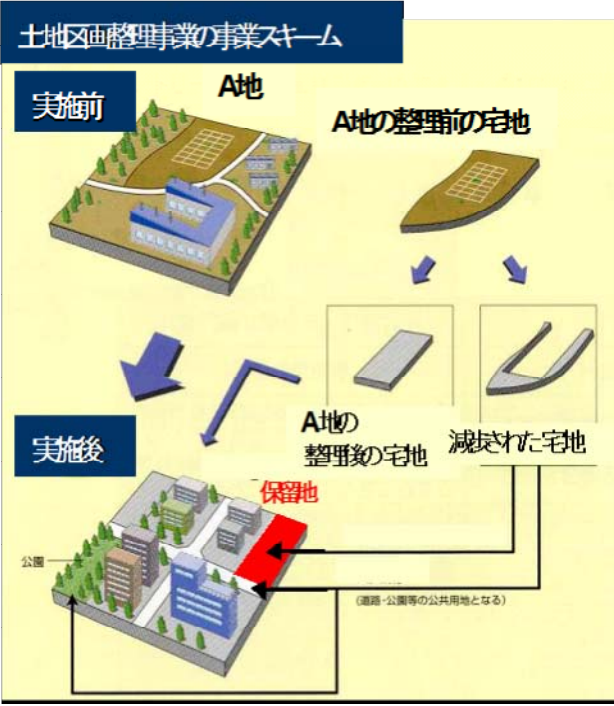 土地区画整理事業の事業スキーム
実施前
A地
A地の整理前の宅地
A地の
整理後の宅地
減歩された宅地
実施後
保留地
公園
(道路・公園等の公共用地となる)